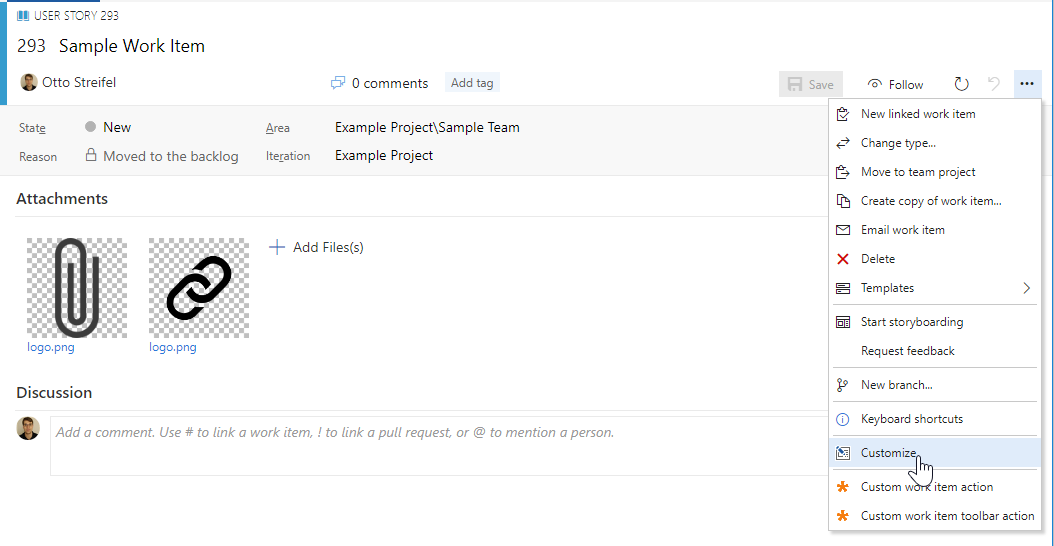 USER STORY 293
293 Sample Work Item
Otto Streifel 0 comments Add tag Save Follow
State New Area Example Project\Sample Team
Reason Moved to the backlog Iteration Example Project
Attachments
Add Files(s)
logo.png logo.png
Discussion
Add a comment. Use # to link a work item, ! to link a pull request, or @ to mention a person.
New linked work item
Change type...
Move to team project
Create copy of work item...
Email work item
Delete
Templates
Start storyboarding
Request feedback
New branch...
Keyboard shortcuts
Customize
Custom work item action
Custom work item toolbar action